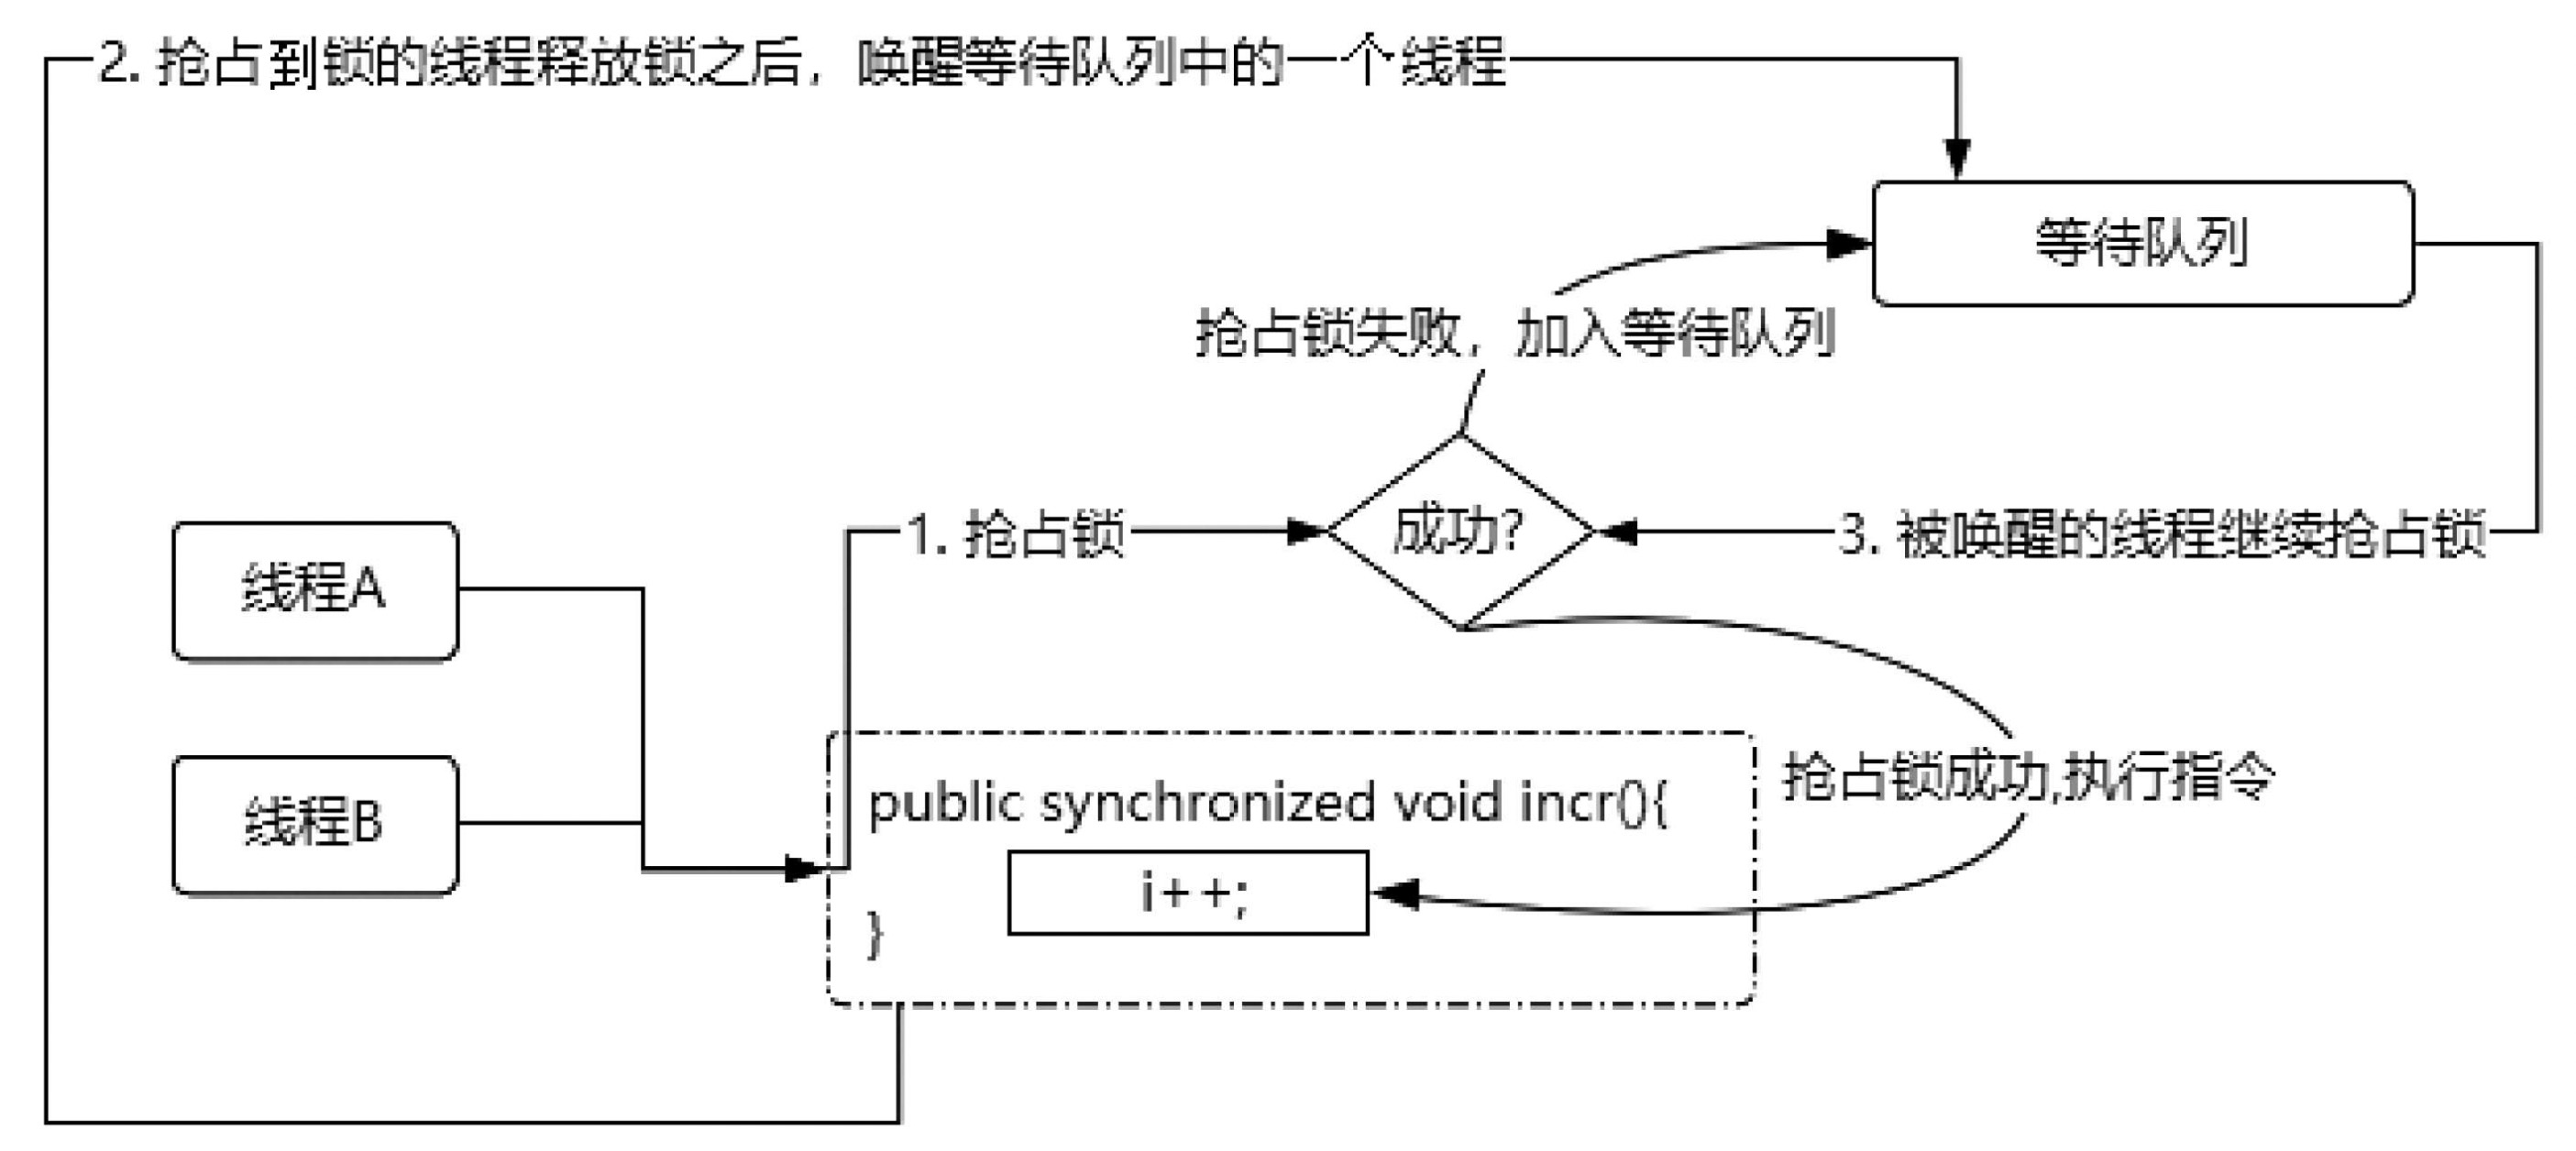 2. 抢占到锁的线程释放锁之后，唤醒等待队列中的一个线程
等待队列
抢占锁失败，加入等待队列
1. 抢占锁
成功?
3. 被唤醒的线程继续抢占锁
线程A
线程B
public synchronized void incr(){
抢占锁成功,执行指令
i++;
}